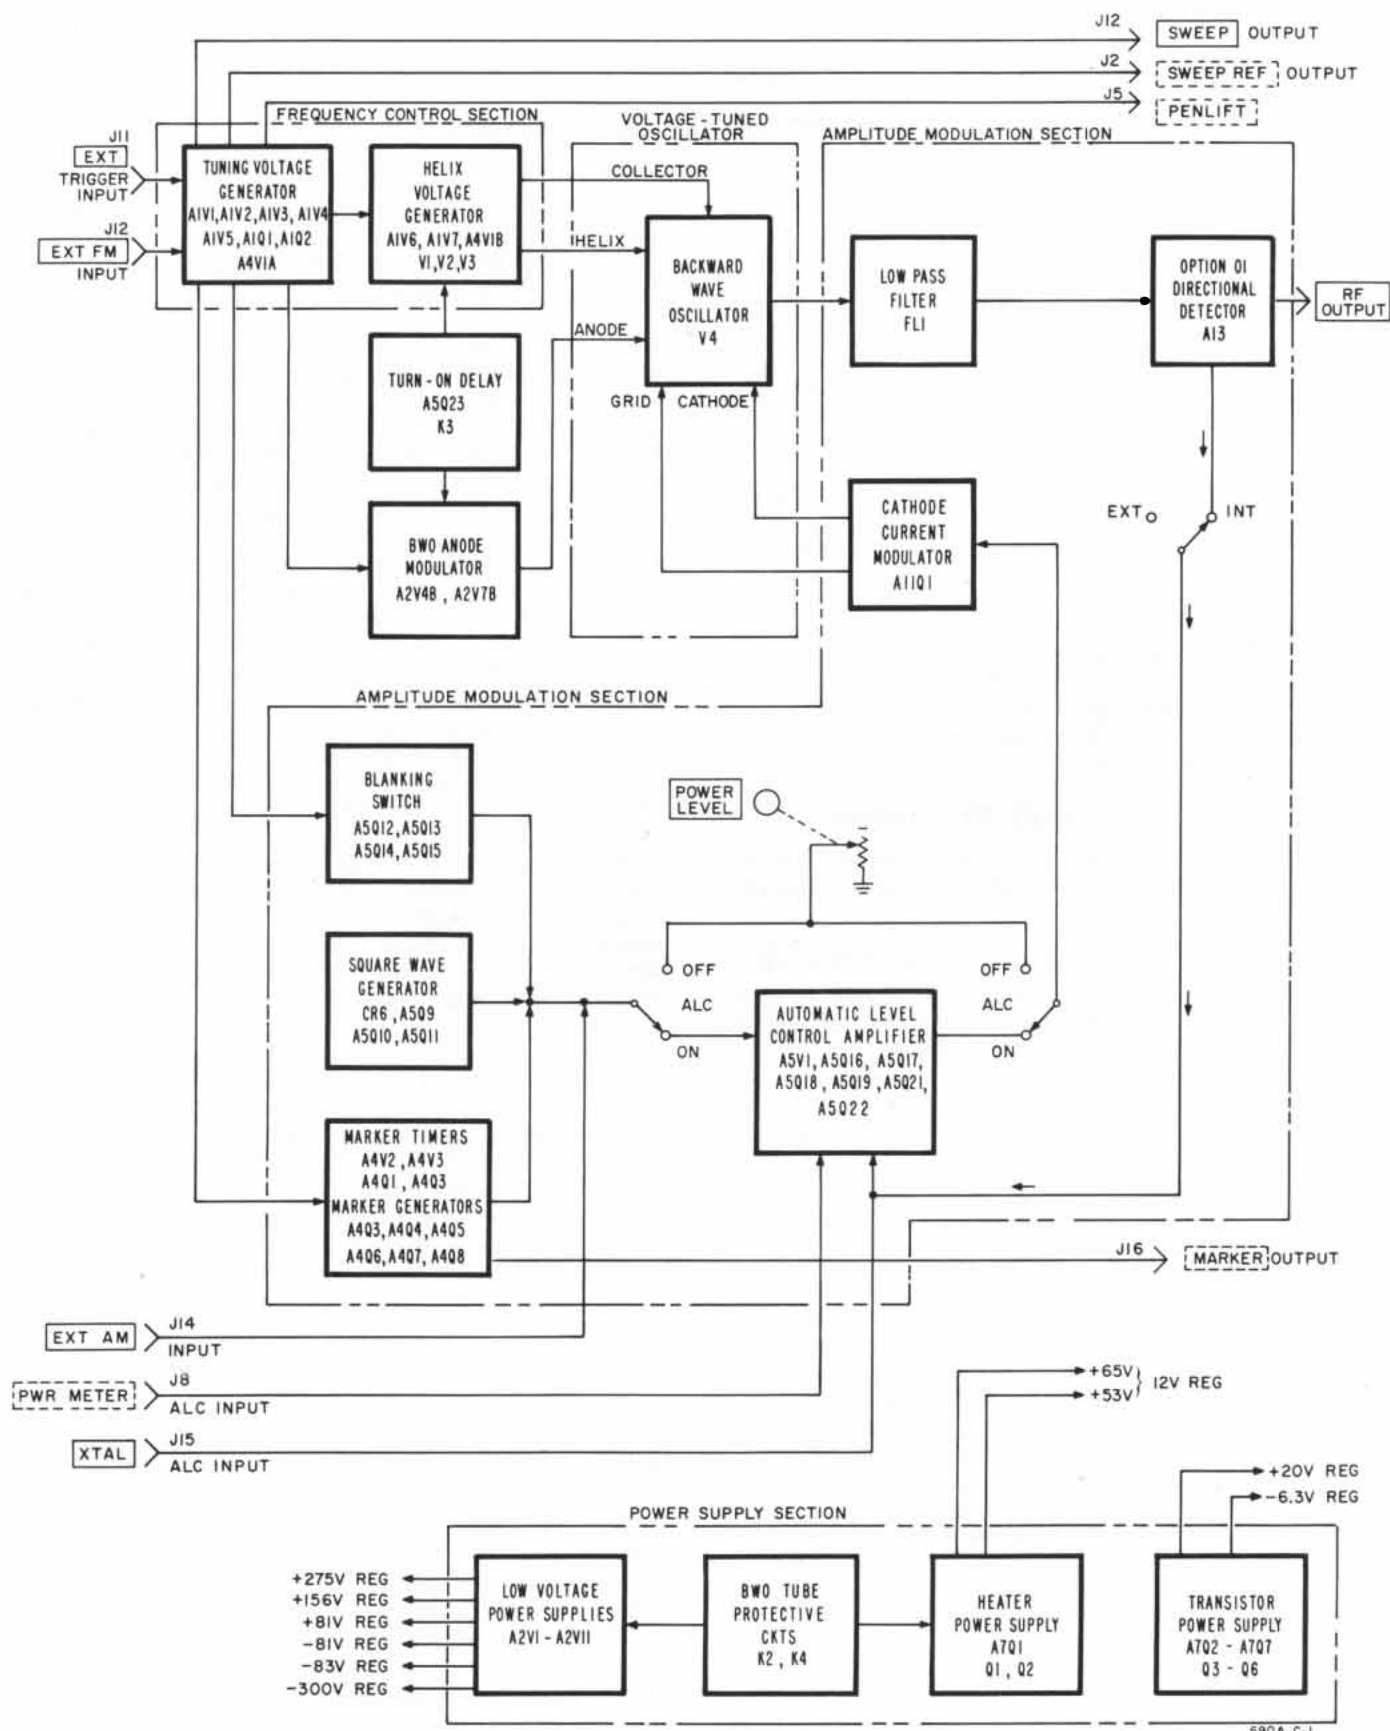 J12
SWEEP OUTPUT
J2
SWEEP REF OUTPUT
J5
PENLIFT
FREQUENCY CONTROL SECTION
VOLTAGE-TUNED
OSCILLATOR
AMPLITUDE MODULATION SECTION
J11
EXT
TRIGGER
INPUT
J12
EXT FM
INPUT
TUNING VOLTAGE
GENERATOR
A1V1, A1V2, A1V3, A1V4
A1V5, A1Q1, A1Q2
A4V1A
HELIX
VOLTAGE
GENERATOR
A1V6, A1V7, A4V1B
V1, V2, V3
COLLECTOR
HELIX
ANODE
GRID CATHODE
BACKWARD
WAVE
OSCILLATOR
V4
LOW PASS
FILTER
FL1
OPTION 01
DIRECTIONAL
DETECTOR
A13
RF
OUTPUT
TURN-ON DELAY
A5Q23
K3
BWO ANODE
MODULATOR
A2V4B, A2V7B
CATHODE
CURRENT
MODULATOR
A11Q1
EXT
INT
AMPLITUDE MODULATION SECTION
BLANKING
SWITCH
A5Q12, A5Q13
A5Q14, A5Q15
POWER
LEVEL
SQUARE WAVE
GENERATOR
CR6, A5Q9
A5Q10, A5Q11
OFF
ALC
ON
OFF
ALC
ON
AUTOMATIC LEVEL
CONTROL AMPLIFIER
A5V1, A5Q16, A5Q17,
A5Q18, A5Q19, A5Q21,
A5Q22
MARKER TIMERS
A4V2, A4V3
A4Q1, A4Q3
MARKER GENERATORS
A4Q3, A4Q4, A4Q5
A4Q6, A4Q7, A4Q8
J16
MARKER OUTPUT
EXT AM
J14
INPUT
PWR METER
J8
ALC INPUT
XTAL
J15
ALC INPUT
+65V
+53V
12V REG
+20V REG
-6.3V REG
POWER SUPPLY SECTION
+275V REG
+156V REG
+81V REG
-81V REG
-83V REG
-300V REG
LOW VOLTAGE
POWER SUPPLIES
A2V1 - A2V11
BWO TUBE
PROTECTIVE
CKTS
K2, K4
HEATER
POWER SUPPLY
A7Q1
Q1, Q2
TRANSISTOR
POWER SUPPLY
A7Q2 - A7Q7
Q3 - Q6